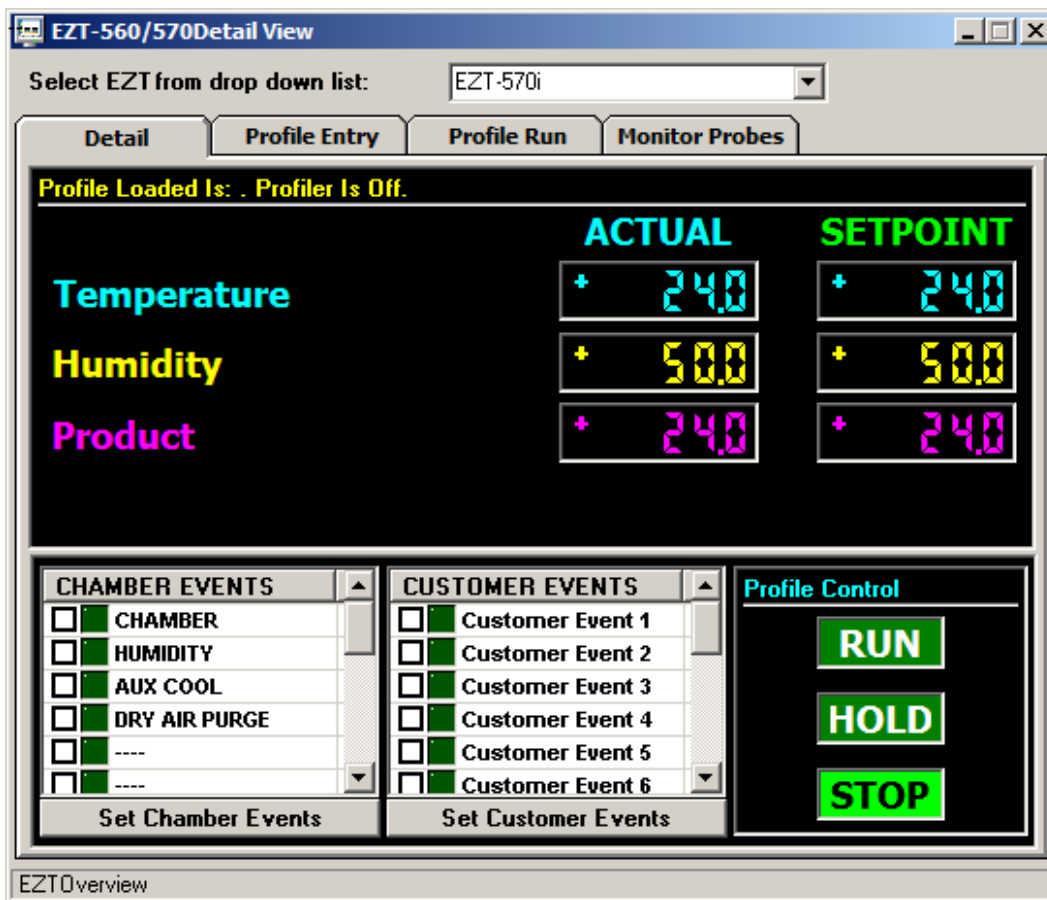 EZT-560/570Detail View
Select EZT from drop down list: EZT-570i
Detail Profile Entry Profile Run Monitor Probes
Profile Loaded Is: . Profiler Is Off.
ACTUAL SETPOINT
Temperature + 24.0 + 24.0
Humidity + 50.0 + 50.0
Product + 24.0 + 24.0
CHAMBER EVENTS
CHAMBER
HUMIDITY
AUX COOL
DRY AIR PURGE
----
----
Set Chamber Events
CUSTOMER EVENTS
Customer Event 1
Customer Event 2
Customer Event 3
Customer Event 4
Customer Event 5
Customer Event 6
Set Customer Events
Profile Control
RUN
HOLD
STOP
EZTOverview